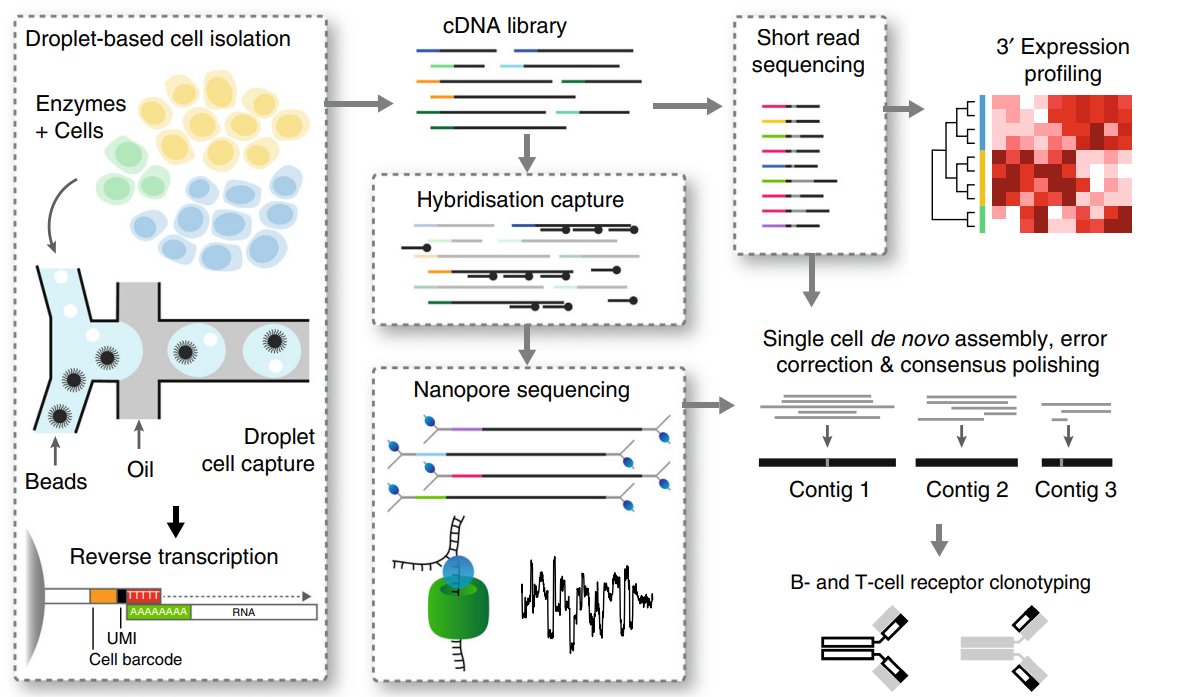 Droplet-based cell isolation
Enzymes
+ Cells
Beads
Oil
Droplet
cell capture
Reverse transcription
TTTTT
AAAAAAAA
RNA
UMI
Cell barcode
cDNA library
Hybridisation capture
Nanopore sequencing
Short read
sequencing
3′ Expression
profiling
Single cell de novo assembly, error
correction & consensus polishing
Contig 1
Contig 2
Contig 3
B- and T-cell receptor clonotyping